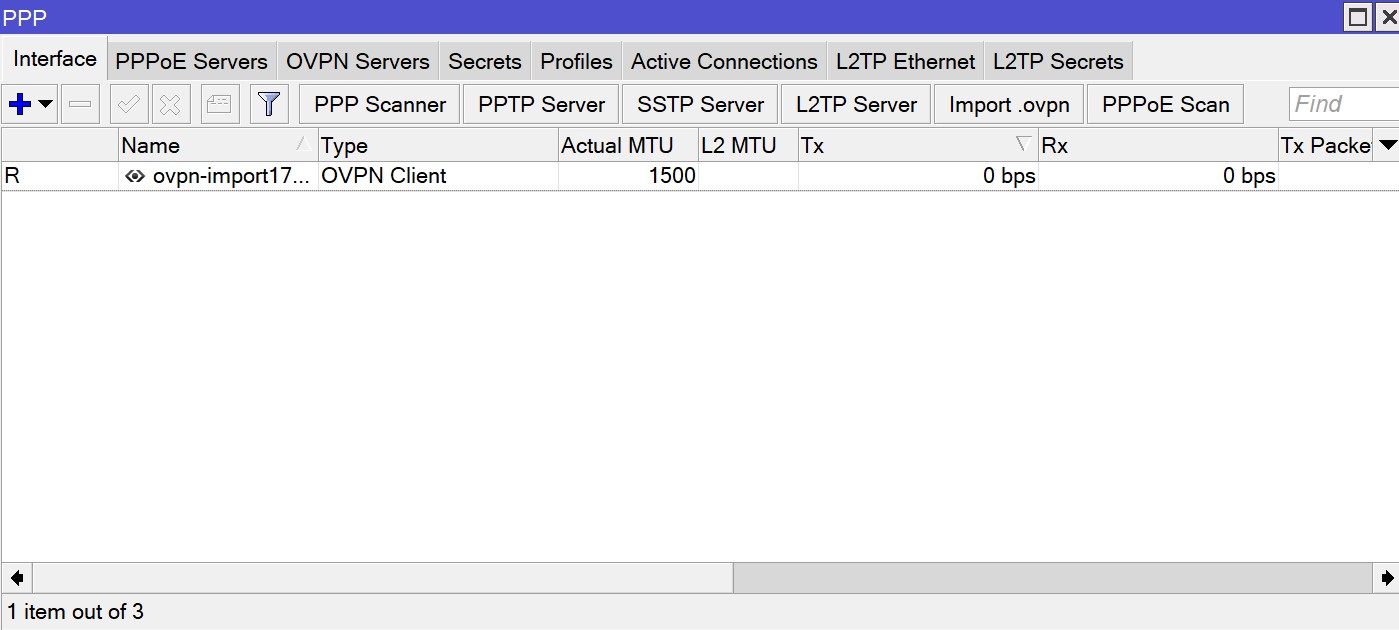 PPP
Interface PPPoE Servers OVPN Servers Secrets Profiles Active Connections L2TP Ethernet L2TP Secrets
PPP Scanner PPTP Server SSTP Server L2TP Server Import .ovpn PPPoE Scan Find
Name Type Actual MTU L2 MTU Tx Rx Tx Packe
R ovpn-import17... OVPN Client 1500 0 bps 0 bps
1 item out of 3